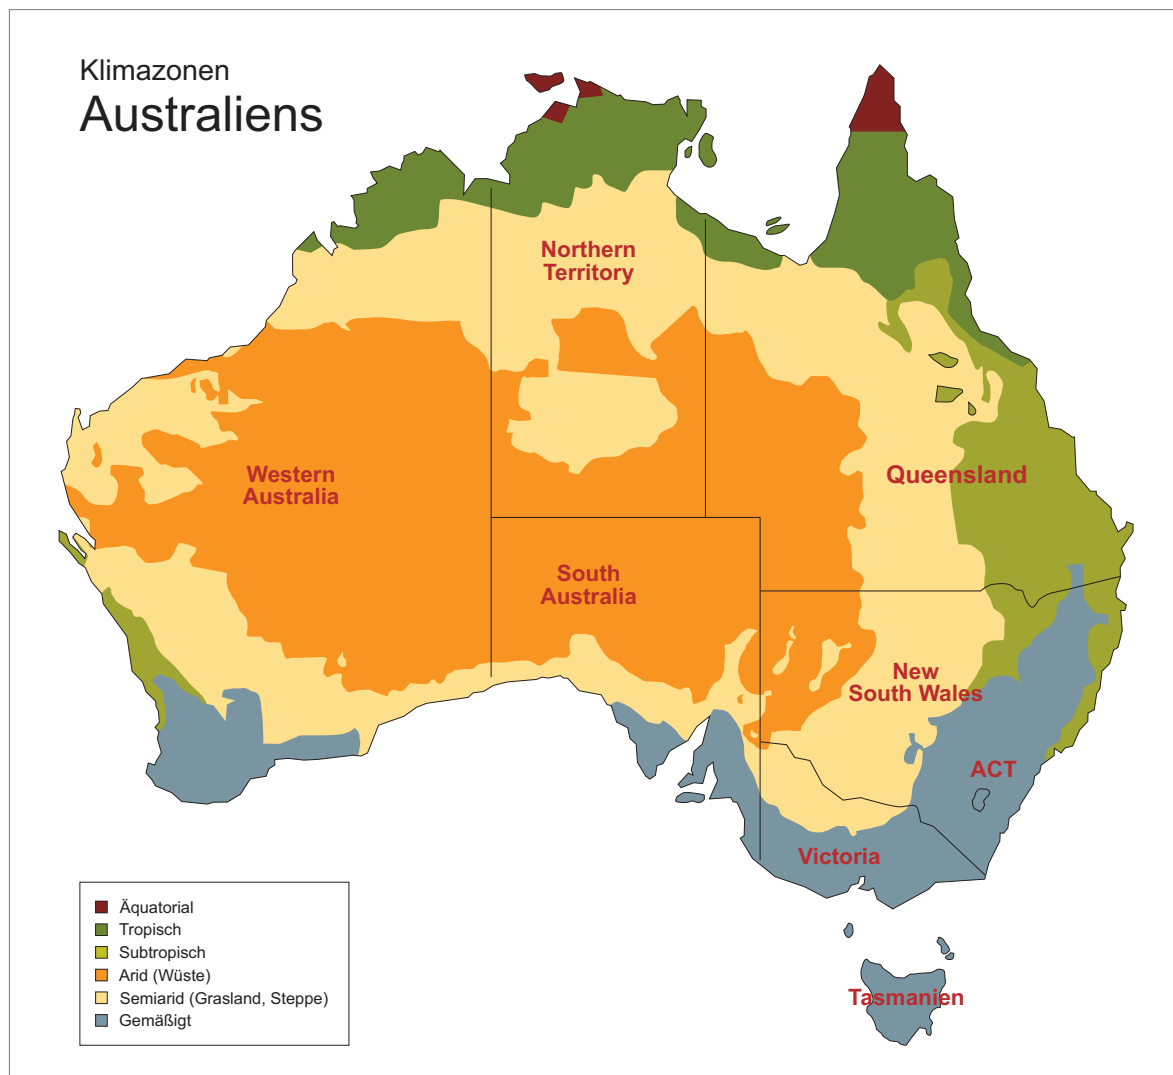 Klimazonen
Australiens
Northern
Territory
Western
Australia
Queensland
South
Australia
New
South Wales
ACT
Victoria
Tasmanien
Äquatorial
Tropisch
Subtropisch
Arid (Wüste)
Semiarid (Grasland, Steppe)
Gemäßigt